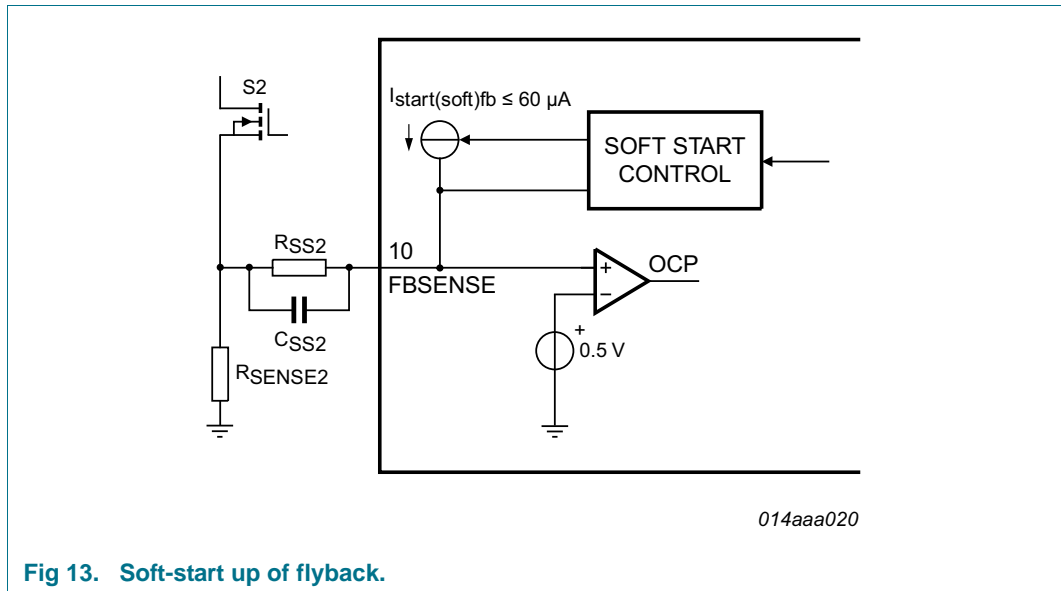 S2
Istart(soft)fb ≤ 60 μA
SOFT START
CONTROL
RSS2
10
FBSENSE
CSS2
RSENSE2
+
−
OCP
+
0.5 V
014aaa020
Fig 13. Soft-start up of flyback.